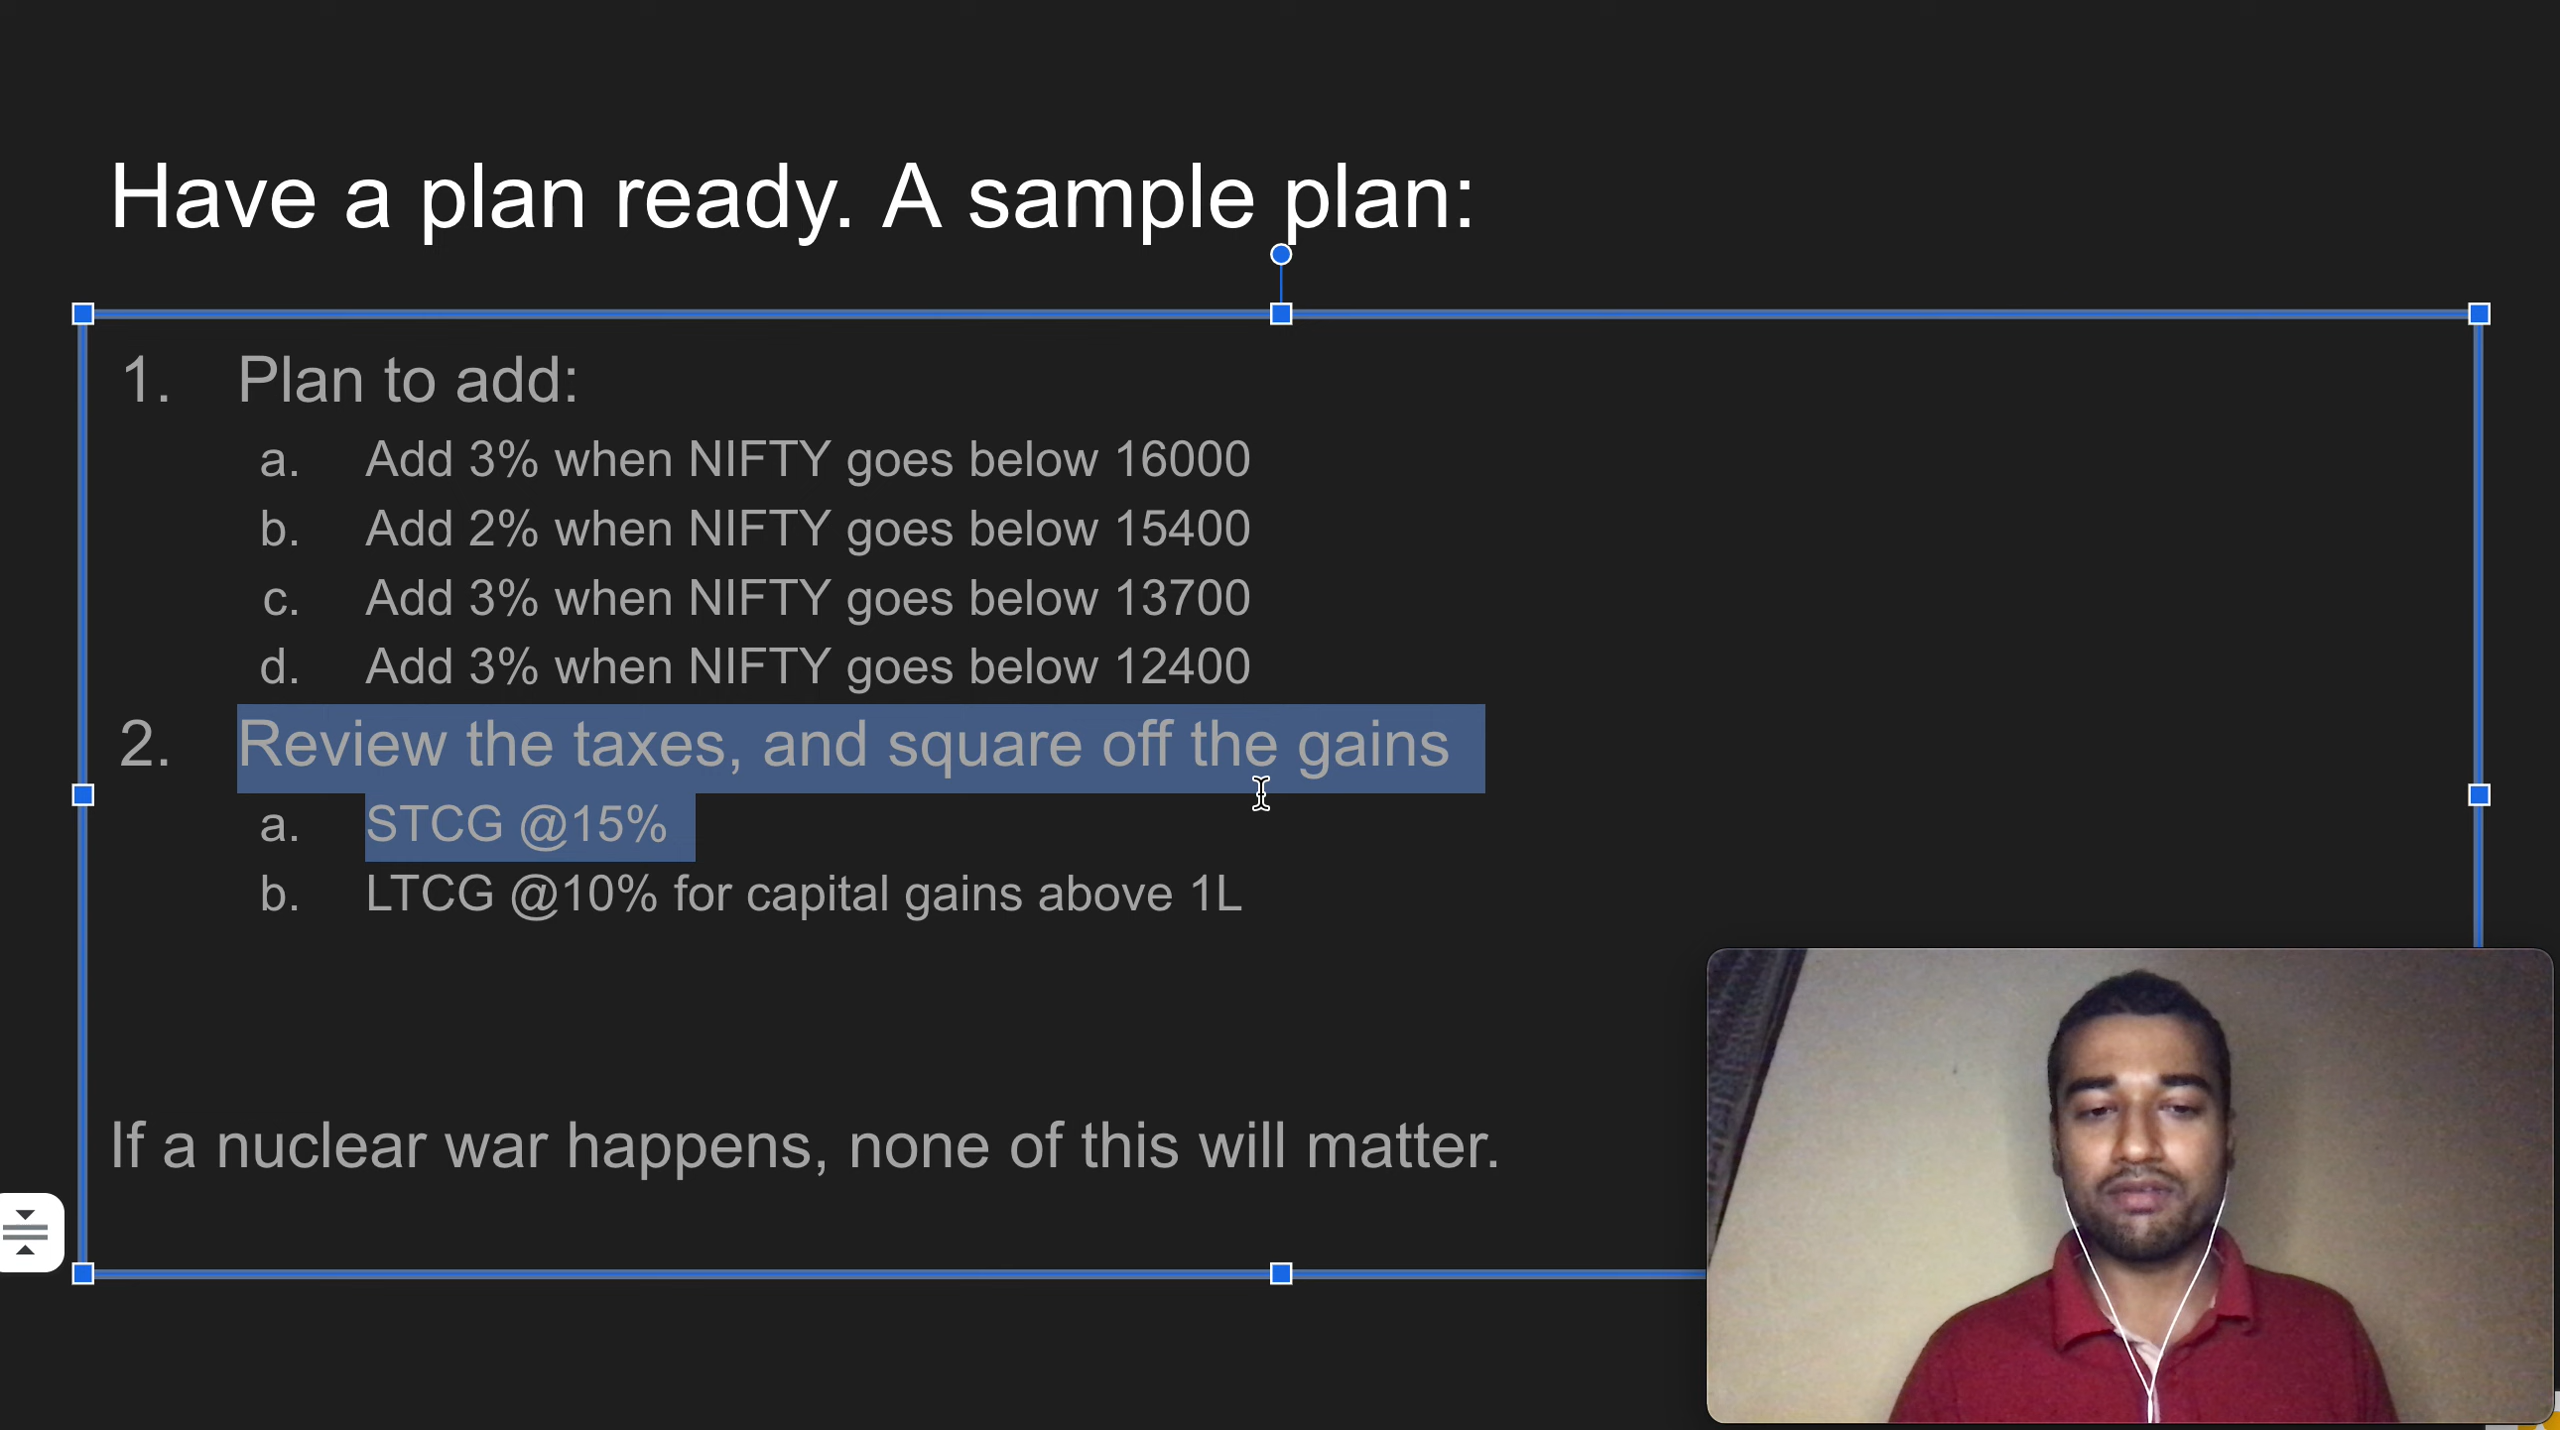 Have a plan ready. A sample plan:
1. Plan to add:
a. Add 3% when NIFTY goes below 16000
b. Add 2% when NIFTY goes below 15400
c. Add 3% when NIFTY goes below 13700
d. Add 3% when NIFTY goes below 12400
2. Review the taxes, and square off the gains
a. STCG @15%
b. LTCG @10% for capital gains above 1L
If a nuclear war happens, none of this will matter.